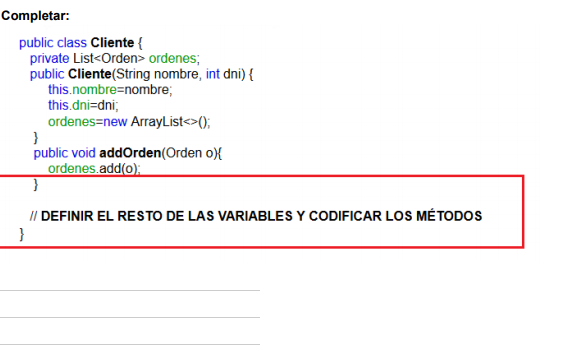 Completar:
public class Cliente {
private List<Orden> ordenes;
public Cliente(String nombre, int dni) {
this.nombre=nombre;
this.dni=dni;
ordenes=new ArrayList<>();
}
public void addOrden(Orden o){
ordenes.add(o);
}
// DEFINIR EL RESTO DE LAS VARIABLES Y CODIFICAR LOS MÉTODOS
}